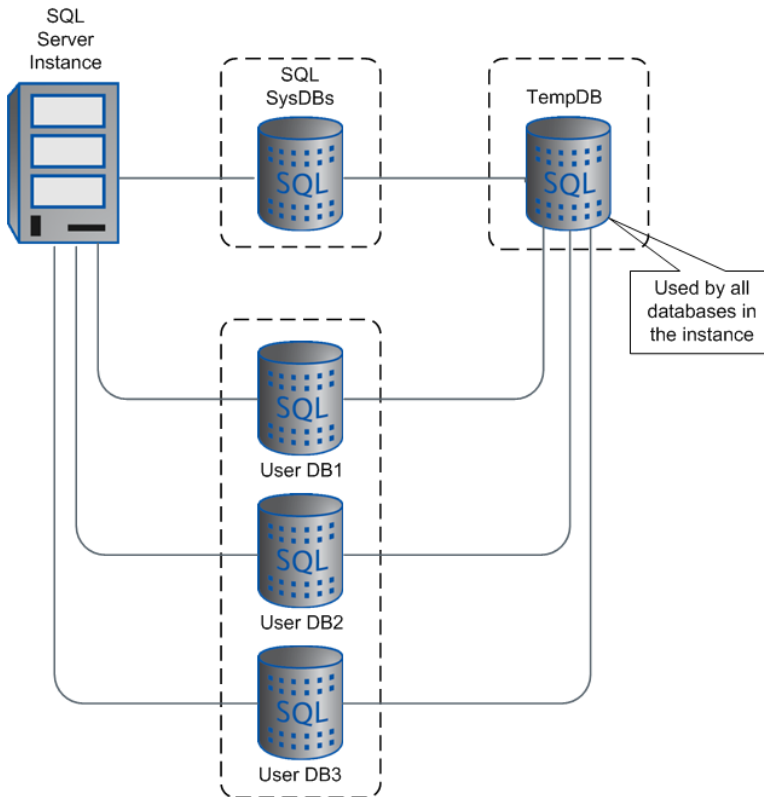 SQL
Server
Instance
SQL
SysDBs
SQL
TempDB
SQL
Used by all
databases in
the instance
SQL
User DB1
SQL
User DB2
SQL
User DB3